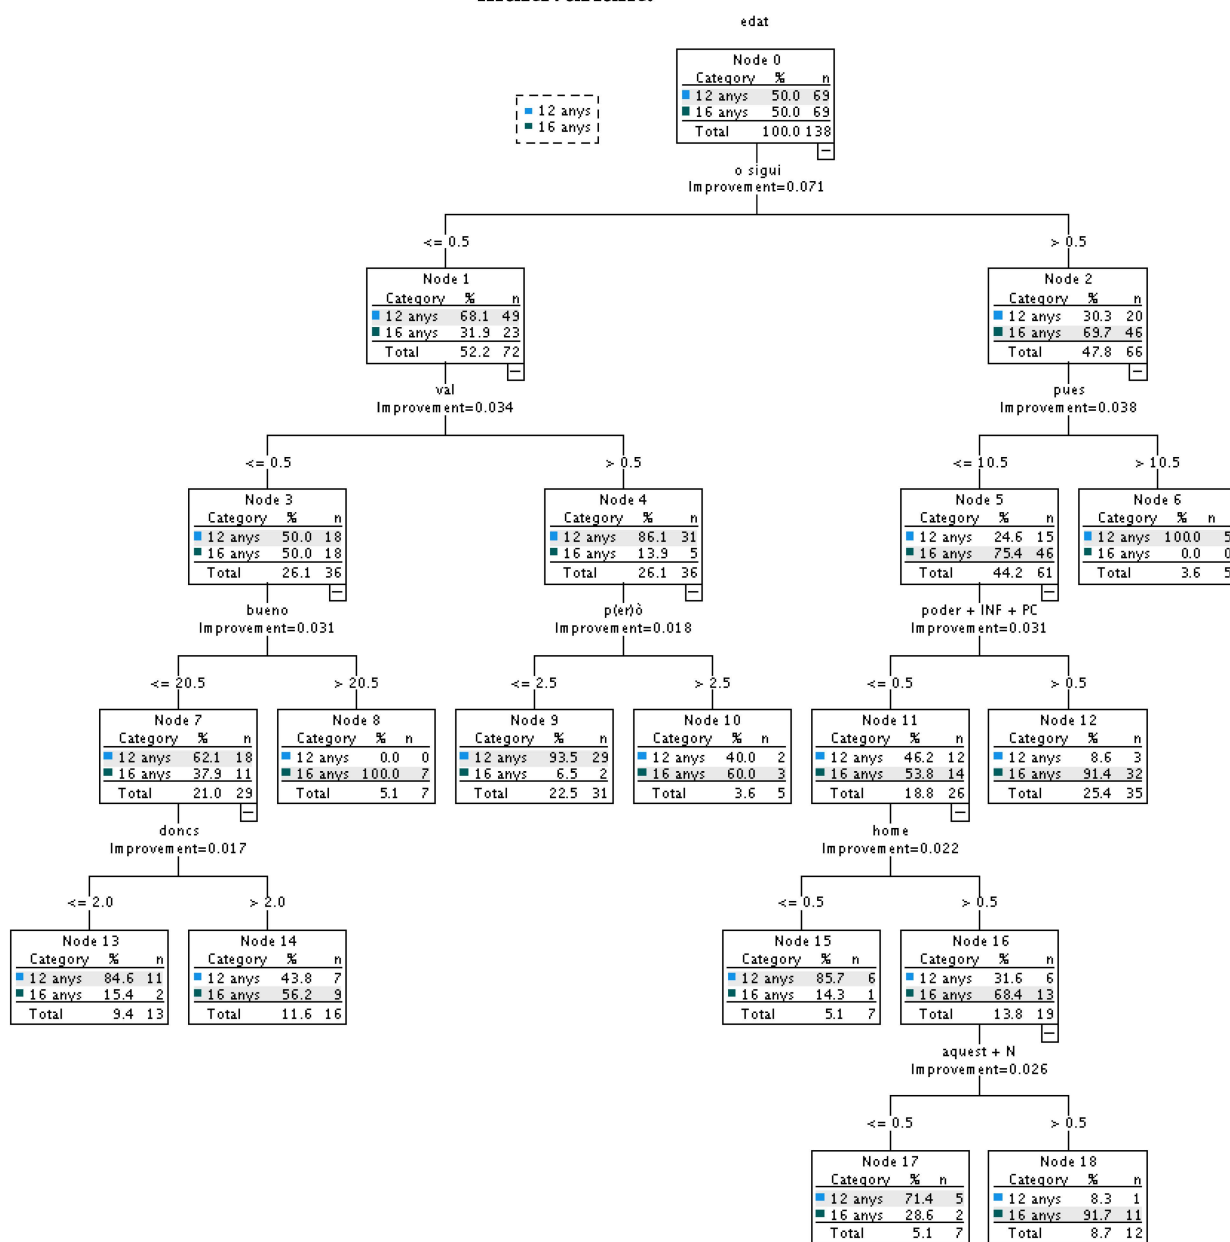 edat
Node 0
Category % n
12 anys 50.0 69
16 anys 50.0 69
Total 100.0 138
12 anys
16 anys
o sigui
Improvement=0.071
<= 0.5
> 0.5
Node 1
Category % n
12 anys 68.1 49
16 anys 31.9 23
Total 52.2 72
Node 2
Category % n
12 anys 30.3 20
16 anys 69.7 46
Total 47.8 66
val
Improvement=0.034
pues
Improvement=0.038
<= 0.5
> 0.5
<= 10.5
> 10.5
Node 3
Category % n
12 anys 50.0 18
16 anys 50.0 18
Total 26.1 36
Node 4
Category % n
12 anys 86.1 31
16 anys 13.9 5
Total 26.1 36
Node 5
Category % n
12 anys 24.6 15
16 anys 75.4 46
Total 44.2 61
Node 6
Category % n
12 anys 100.0 5
16 anys 0.0 0
Total 3.6 5
bueno
Improvement=0.031
p(er)ò
Improvement=0.018
poder + INF + PC
Improvement=0.031
<= 20.5
> 20.5
<= 2.5
> 2.5
<= 0.5
> 0.5
Node 7
Category % n
12 anys 62.1 18
16 anys 37.9 11
Total 21.0 29
Node 8
Category % n
12 anys 0.0 0
16 anys 100.0 7
Total 5.1 7
Node 9
Category % n
12 anys 93.5 29
16 anys 6.5 2
Total 22.5 31
Node 10
Category % n
12 anys 40.0 2
16 anys 60.0 3
Total 3.6 5
Node 11
Category % n
12 anys 46.2 12
16 anys 53.8 14
Total 18.8 26
Node 12
Category % n
12 anys 8.6 3
16 anys 91.4 32
Total 25.4 35
doncs
Improvement=0.017
home
Improvement=0.022
<= 2.0
> 2.0
<= 0.5
> 0.5
Node 13
Category % n
12 anys 84.6 11
16 anys 15.4 2
Total 9.4 13
Node 14
Category % n
12 anys 43.8 7
16 anys 56.2 9
Total 11.6 16
Node 15
Category % n
12 anys 85.7 6
16 anys 14.3 1
Total 5.1 7
Node 16
Category % n
12 anys 31.6 6
16 anys 68.4 13
Total 13.8 19
aquest + N
Improvement=0.026
<= 0.5
> 0.5
Node 17
Category % n
12 anys 71.4 5
16 anys 28.6 2
Total 5.1 7
Node 18
Category % n
12 anys 8.3 1
16 anys 91.7 11
Total 8.7 12